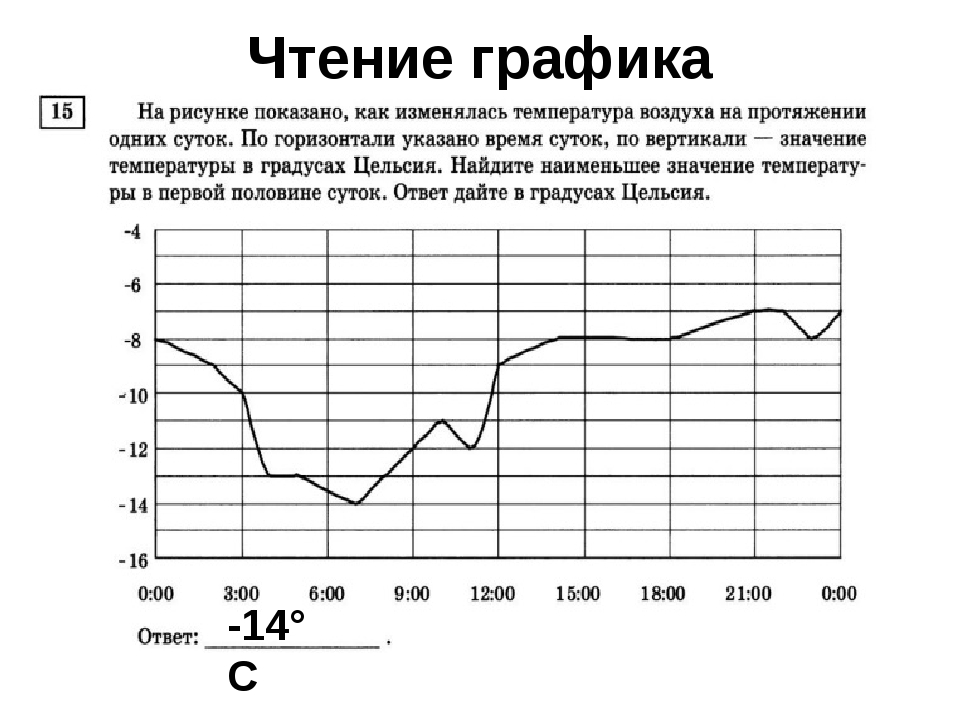 Чтение графика
15 На рисунке показано, как изменялась температура воздуха на протяжении
одних суток. По горизонтали указано время суток, по вертикали — значение
температуры в градусах Цельсия. Найдите наименьшее значение температу-
ры в первой половине суток. Ответ дайте в градусах Цельсия.
-4
-6
-8
-10
-12
-14
-16
0:00 3:00 6:00 9:00 12:00 15:00 18:00 21:00 0:00
Ответ: -14° .
С